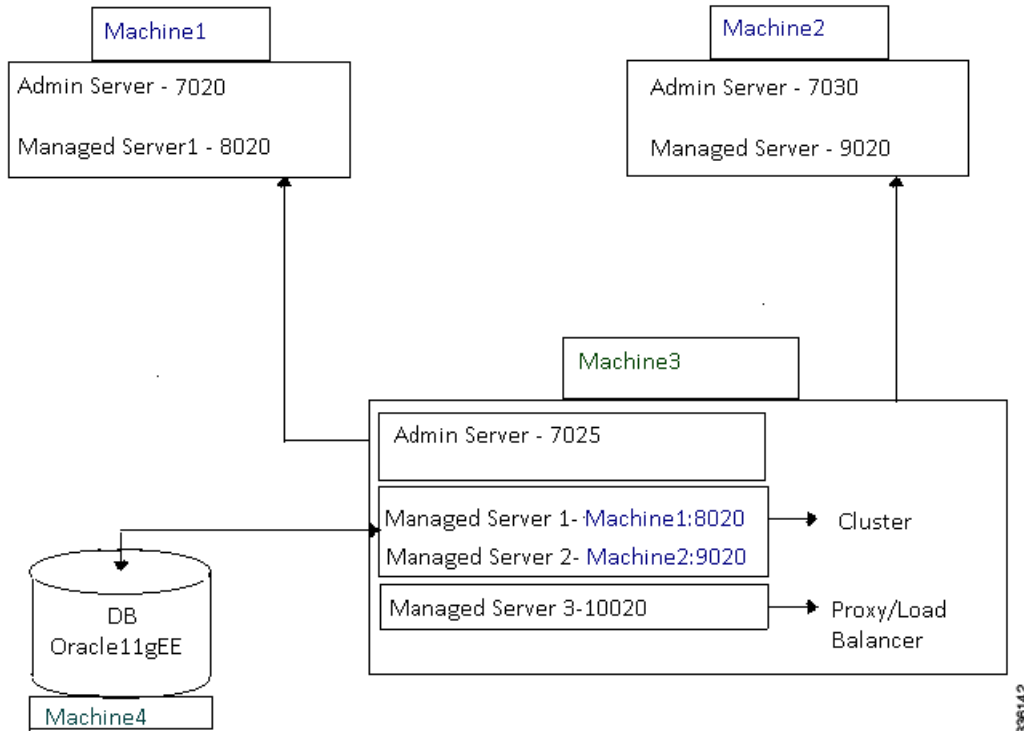 Machine1
Admin Server - 7020
Managed Server1 - 8020
Machine2
Admin Server - 7030
Managed Server - 9020
Machine3
Admin Server - 7025
Managed Server 1- Machine1:8020
Managed Server 2- Machine2:9020
Cluster
Managed Server 3-10020
Proxy/Load
Balancer
DB
Oracle11gEE
Machine4